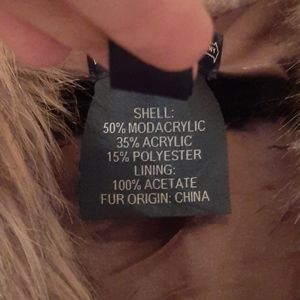 SHELL:
50% MODACRYLIC
35% ACRYLIC
15% POLYESTER
LINING:
100% ACETATE
FUR ORIGIN: CHINA